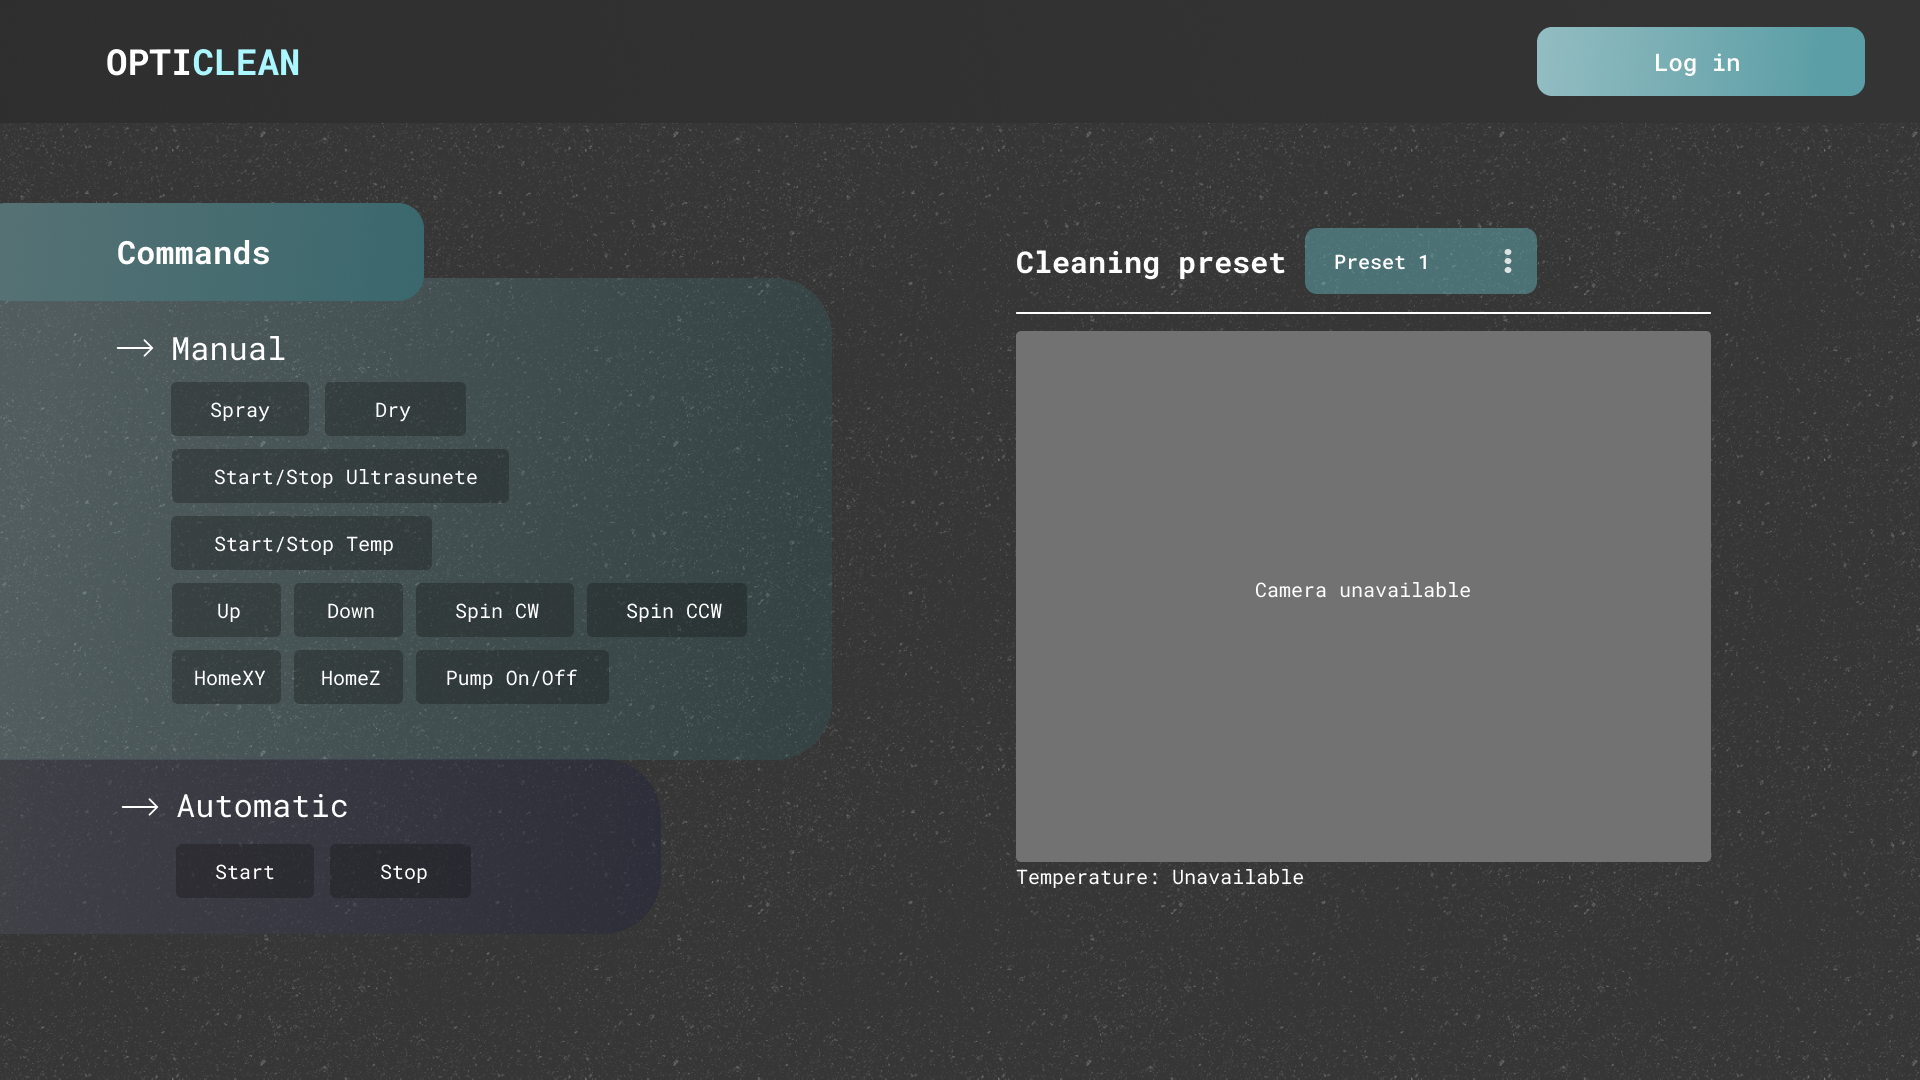 OPTICLEAN
Log in
Commands
Manual
Spray Dry
Start/Stop Ultrasunete
Start/Stop Temp
Up Down Spin CW Spin CCW
HomeXY HomeZ Pump On/Off
Automatic
Start Stop
Cleaning preset Preset 1
Camera unavailable
Temperature: Unavailable